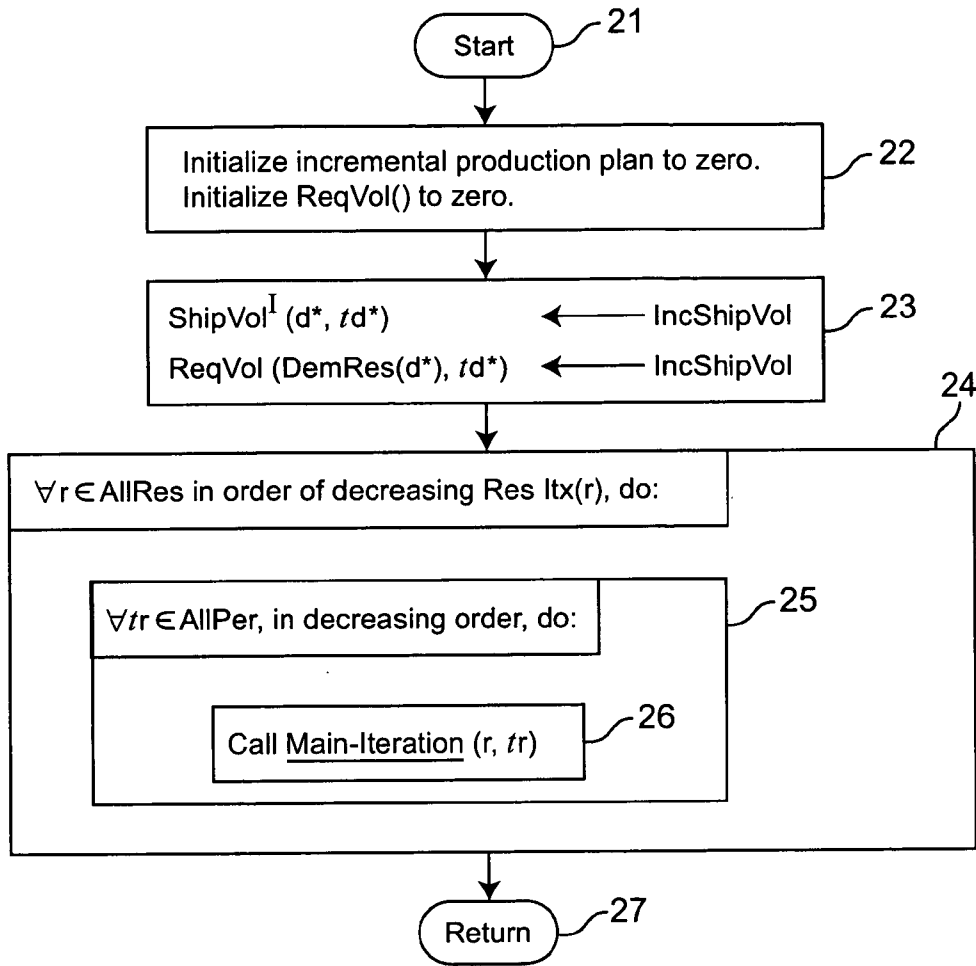 21
Start
22
Initialize incremental production plan to zero.
Initialize ReqVol() to zero.
23
ShipVolᴵ (d*, td*) ← IncShipVol
ReqVol (DemRes(d*), td*) ← IncShipVol
24
∀r∈AllRes in order of decreasing Res Itx(r), do:
25
∀tr∈AllPer, in decreasing order, do:
26
Call Main-Iteration (r, tr)
Return
27